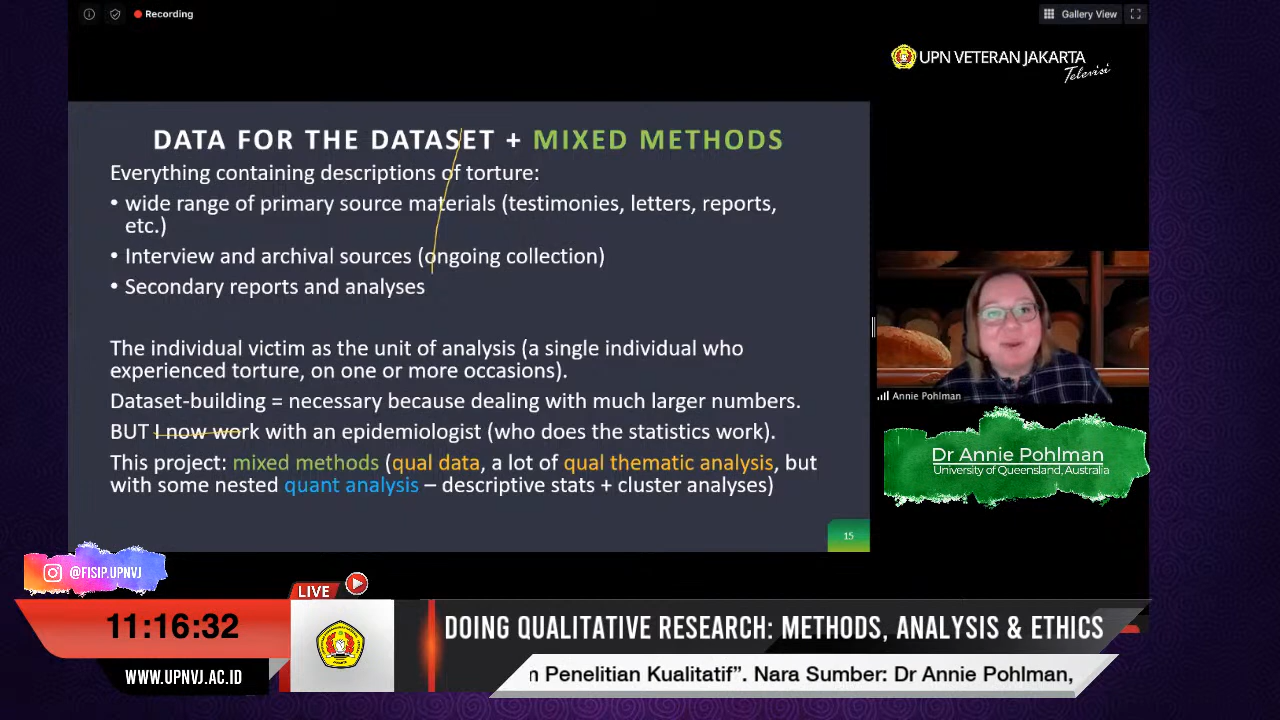 Recording
Gallery View
UPN VETERAN JAKARTA
Televisi
DATA FOR THE DATASET + MIXED METHODS
Everything containing descriptions of torture:
• wide range of primary source materials (testimonies, letters, reports,
etc.)
• Interview and archival sources (ongoing collection)
• Secondary reports and analyses
The individual victim as the unit of analysis (a single individual who
experienced torture, on one or more occasions).
Dataset-building = necessary because dealing with much larger numbers.
BUT I now work with an epidemiologist (who does the statistics work).
This project: mixed methods (qual data, a lot of qual thematic analysis, but
with some nested quant analysis – descriptive stats + cluster analyses)
15
Annie Pohlman
Dr Annie Pohlman
University of Queensland, Australia
@FISIP.UPNVJ
LIVE
11:16:32
DOING QUALITATIVE RESEARCH: METHODS, ANALYSIS & ETHICS
WWW.UPNVJ.AC.ID
n Penelitian Kualitatif”. Nara Sumber: Dr Annie Pohlman,